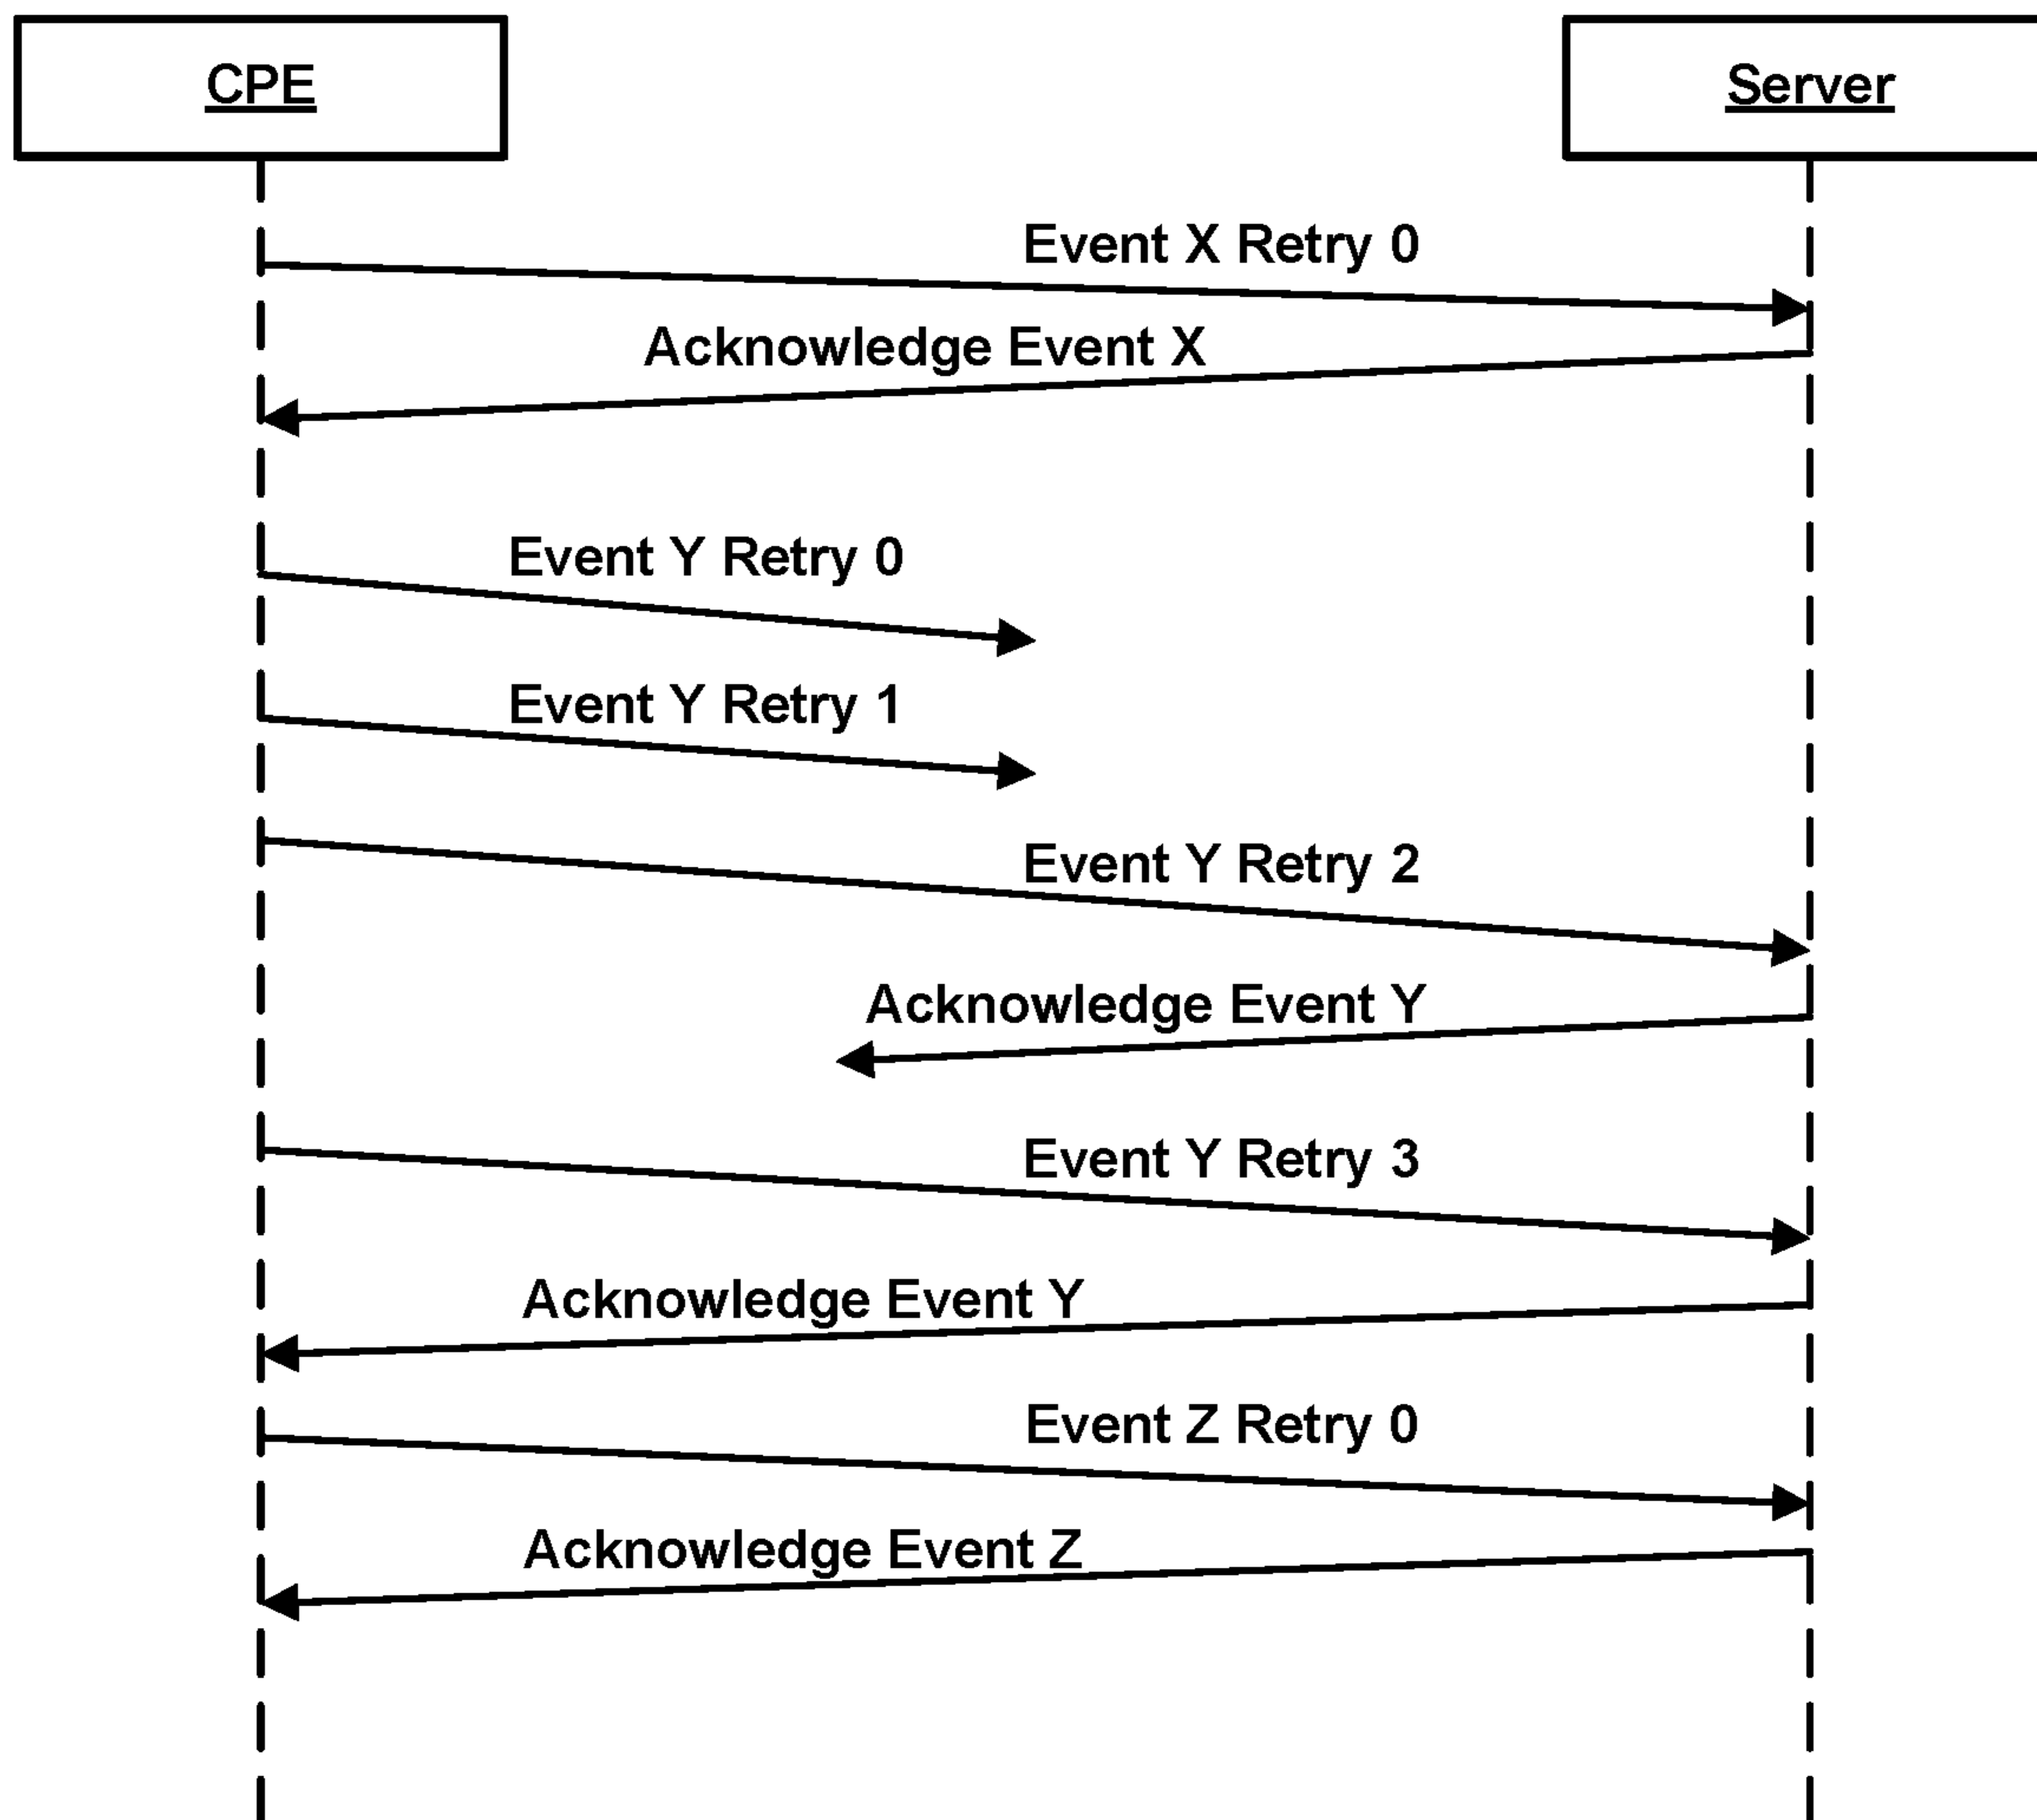 CPE
Server
Event X Retry 0
Acknowledge Event X
Event Y Retry 0
Event Y Retry 1
Event Y Retry 2
Acknowledge Event Y
Event Y Retry 3
Acknowledge Event Y
Event Z Retry 0
Acknowledge Event Z